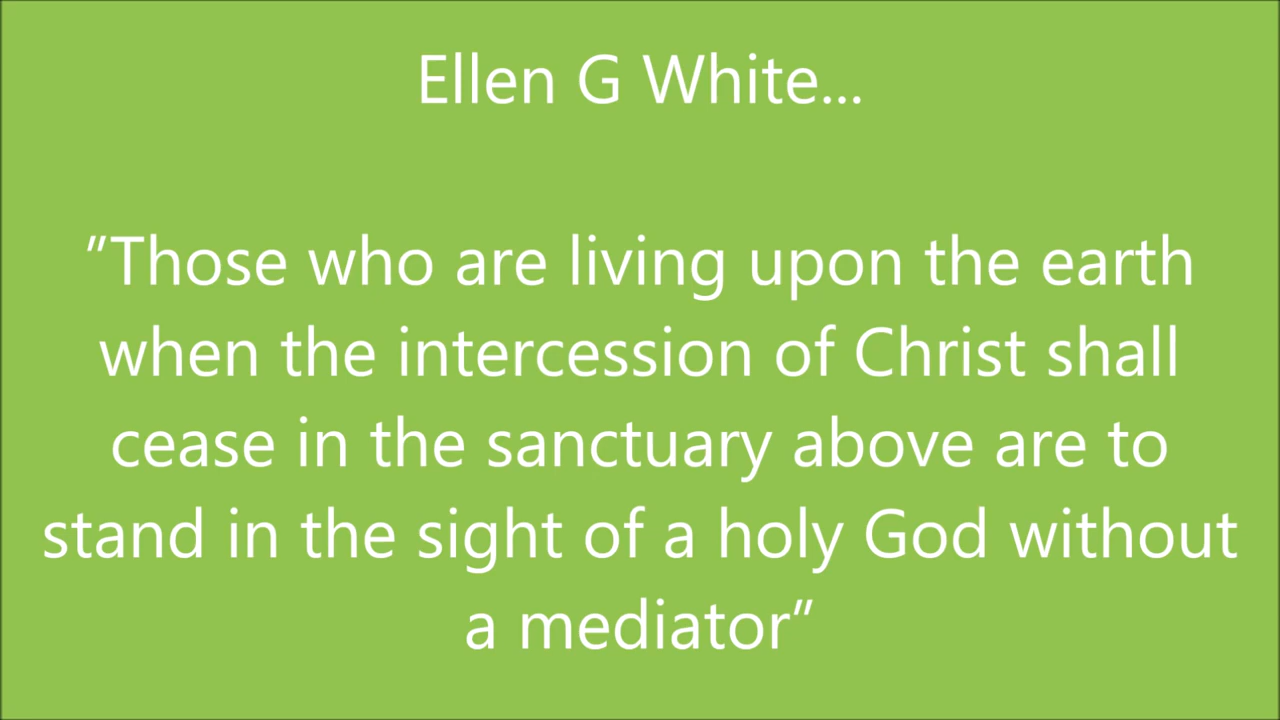 Ellen G White...
"Those who are living upon the earth
when the intercession of Christ shall
cease in the sanctuary above are to
stand in the sight of a holy God without
a mediator"